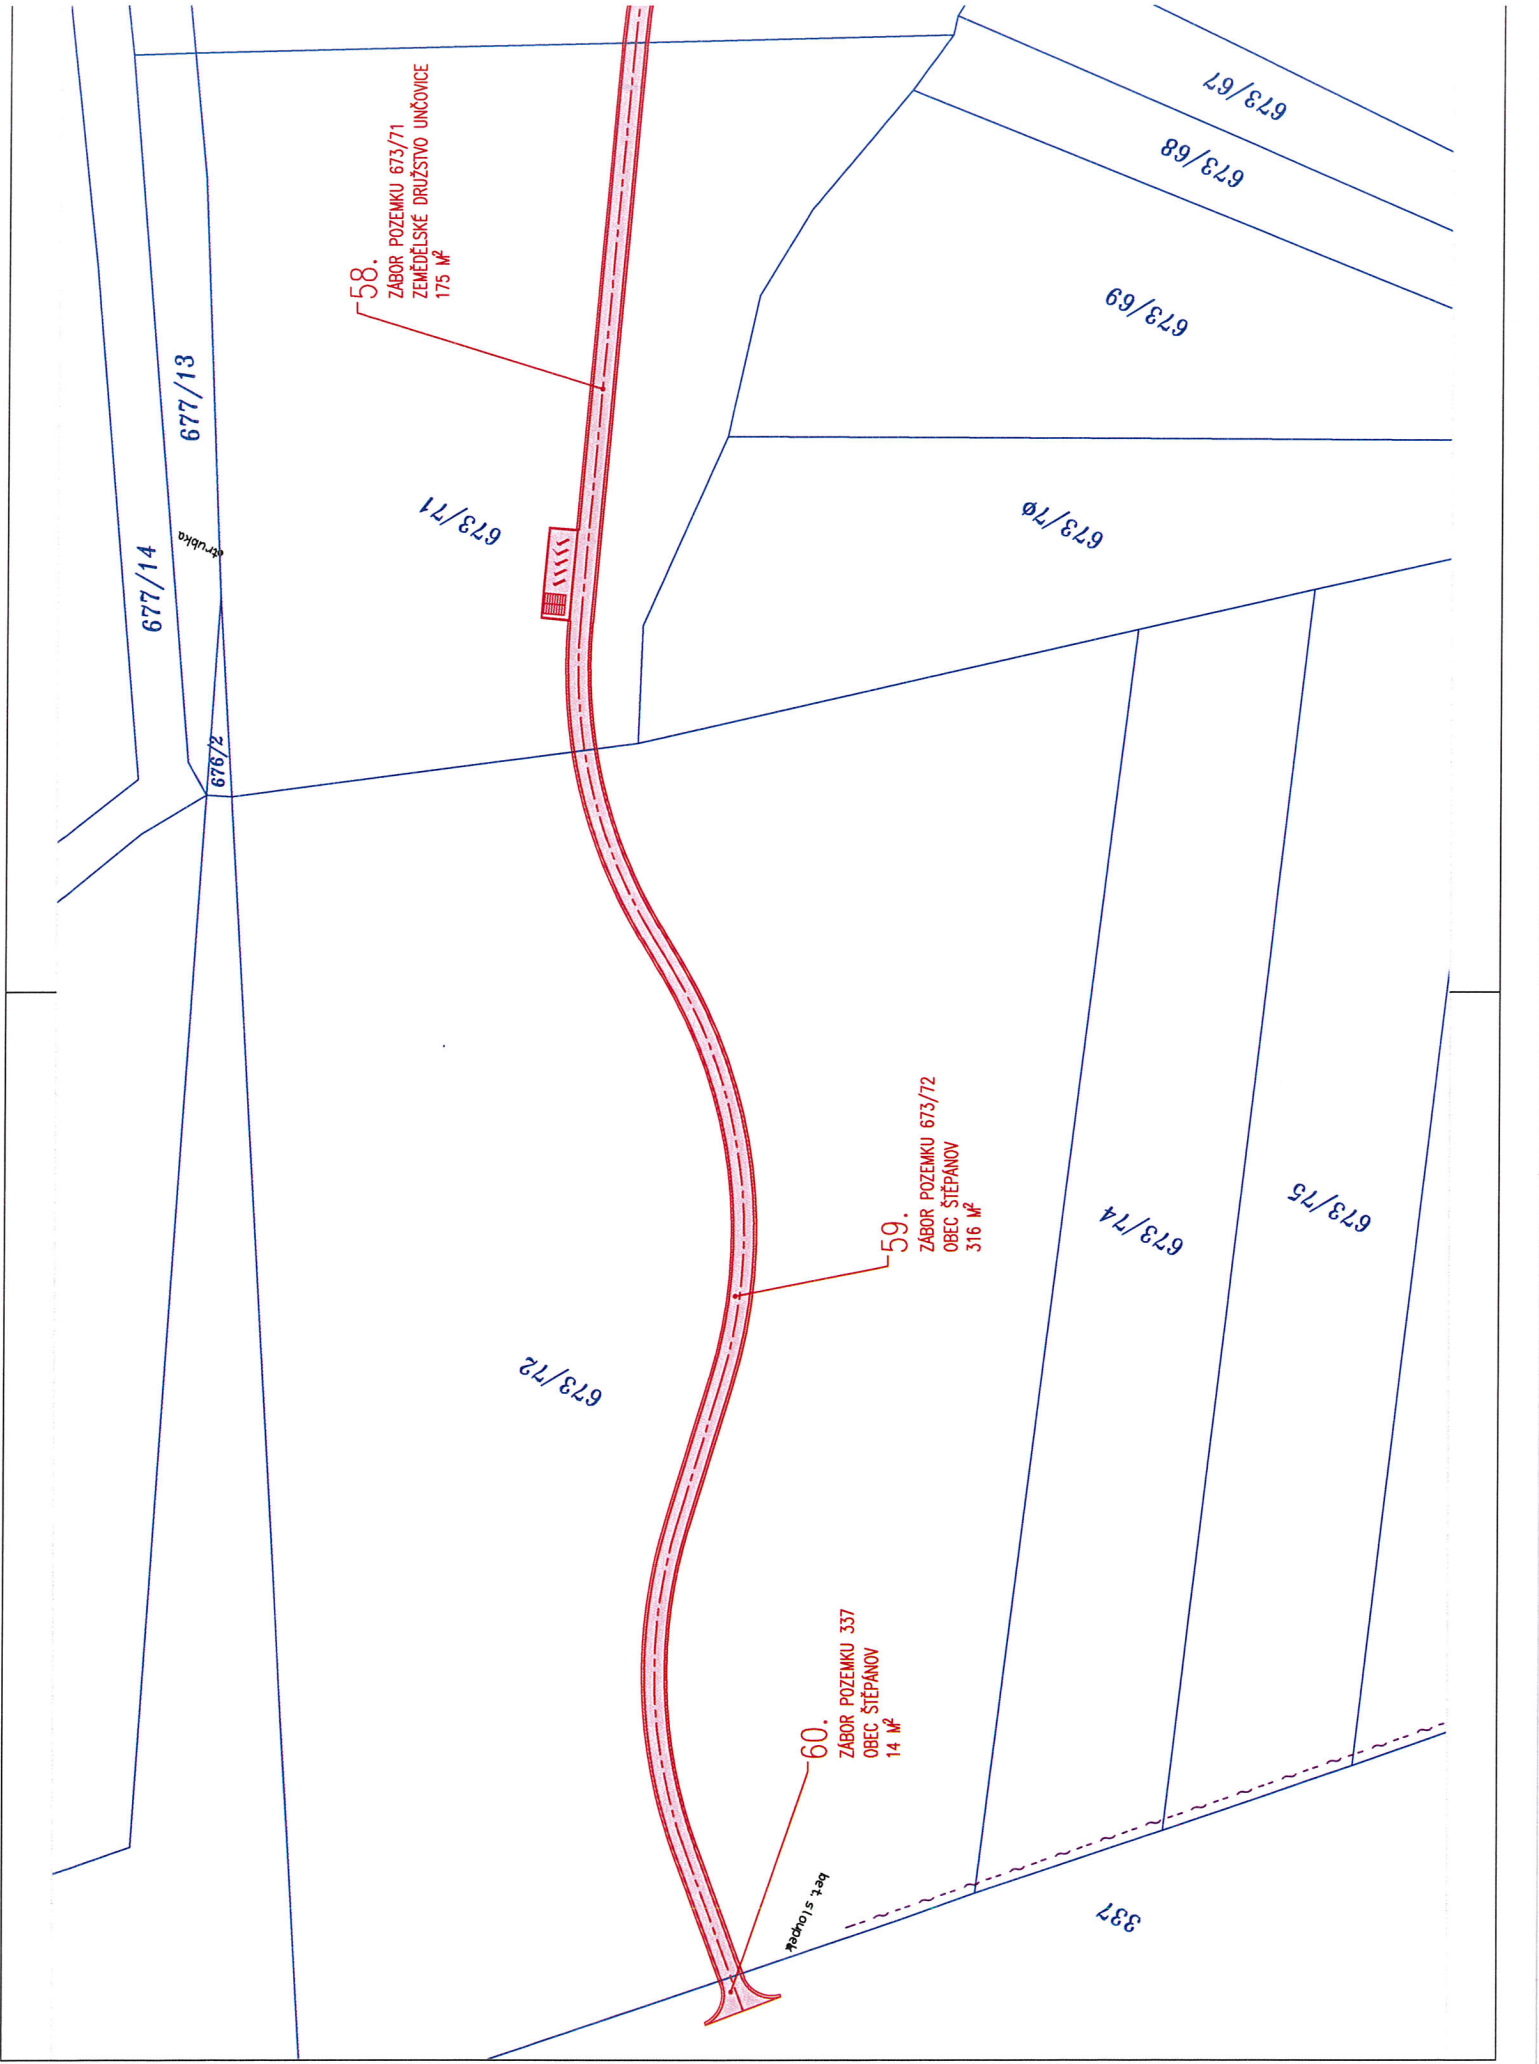 58.
ZÁBOR POZEMKU 673/71
ZEMĚDĚLSKÉ DRUŽSTVO UNČOVICE
175 M²
59.
ZÁBOR POZEMKU 673/72
OBEC ŠTĚPÁNOV
316 M²
60.
ZÁBOR POZEMKU 337
OBEC ŠTĚPÁNOV
14 M²
677/14
677/13
trubka
676/2
673/71
673/72
673/67
673/68
673/69
673/70
673/74
673/75
bet. sloupek
337